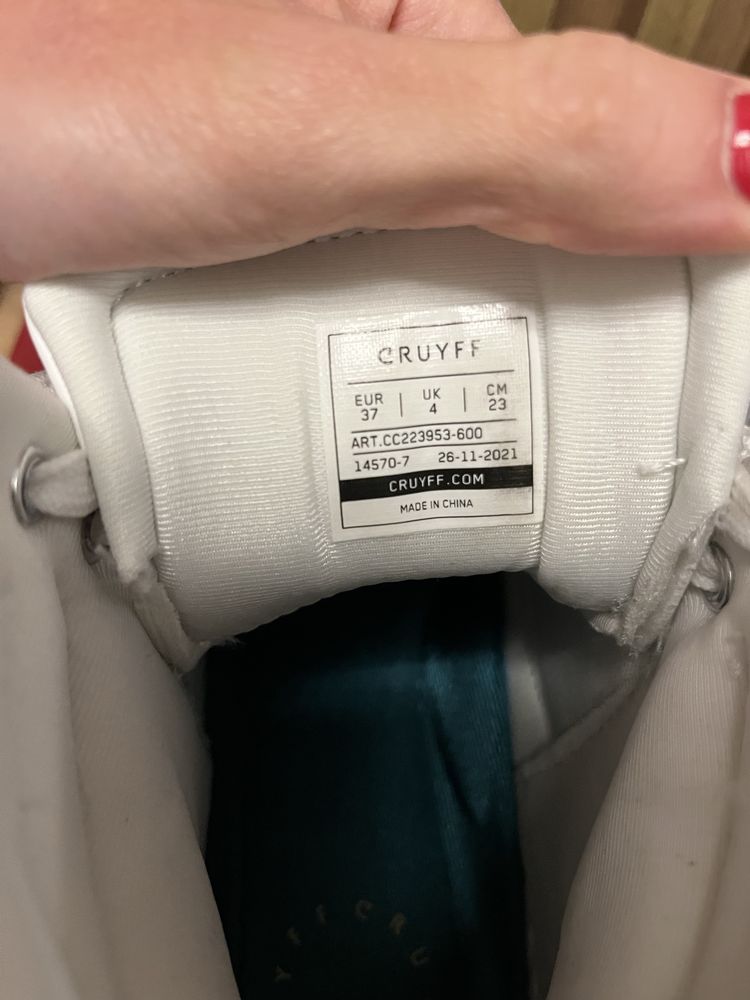 CRUYFF
EUR | UK | CM
37 4 23
ART.CC223953-600
14570-7 26-11-2021
CRUYFF.COM
MADE IN CHINA
YFFCRU